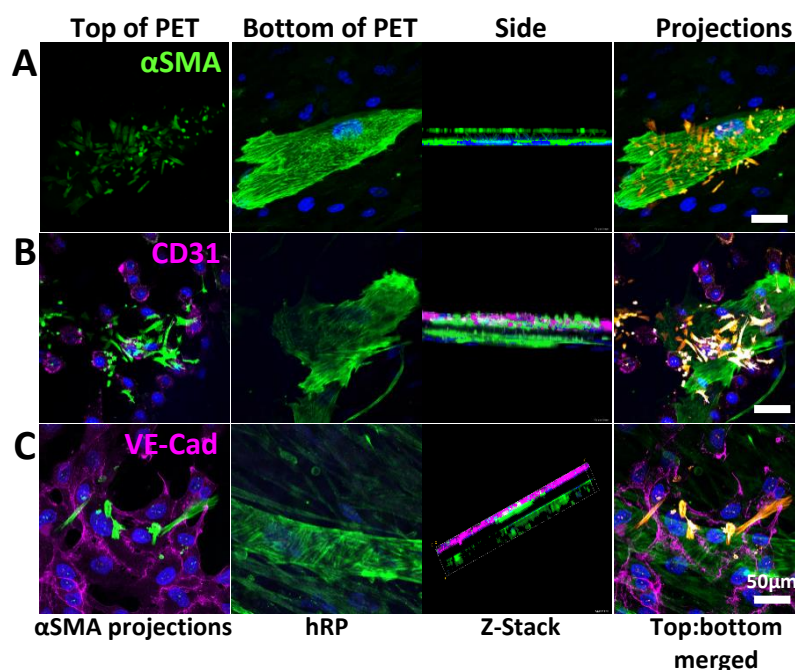 Top of PET Bottom of PET Side Projections
A αSMA
B CD31
C VE-Cad
50μm
αSMA projections hRP Z-Stack Top:bottom
merged